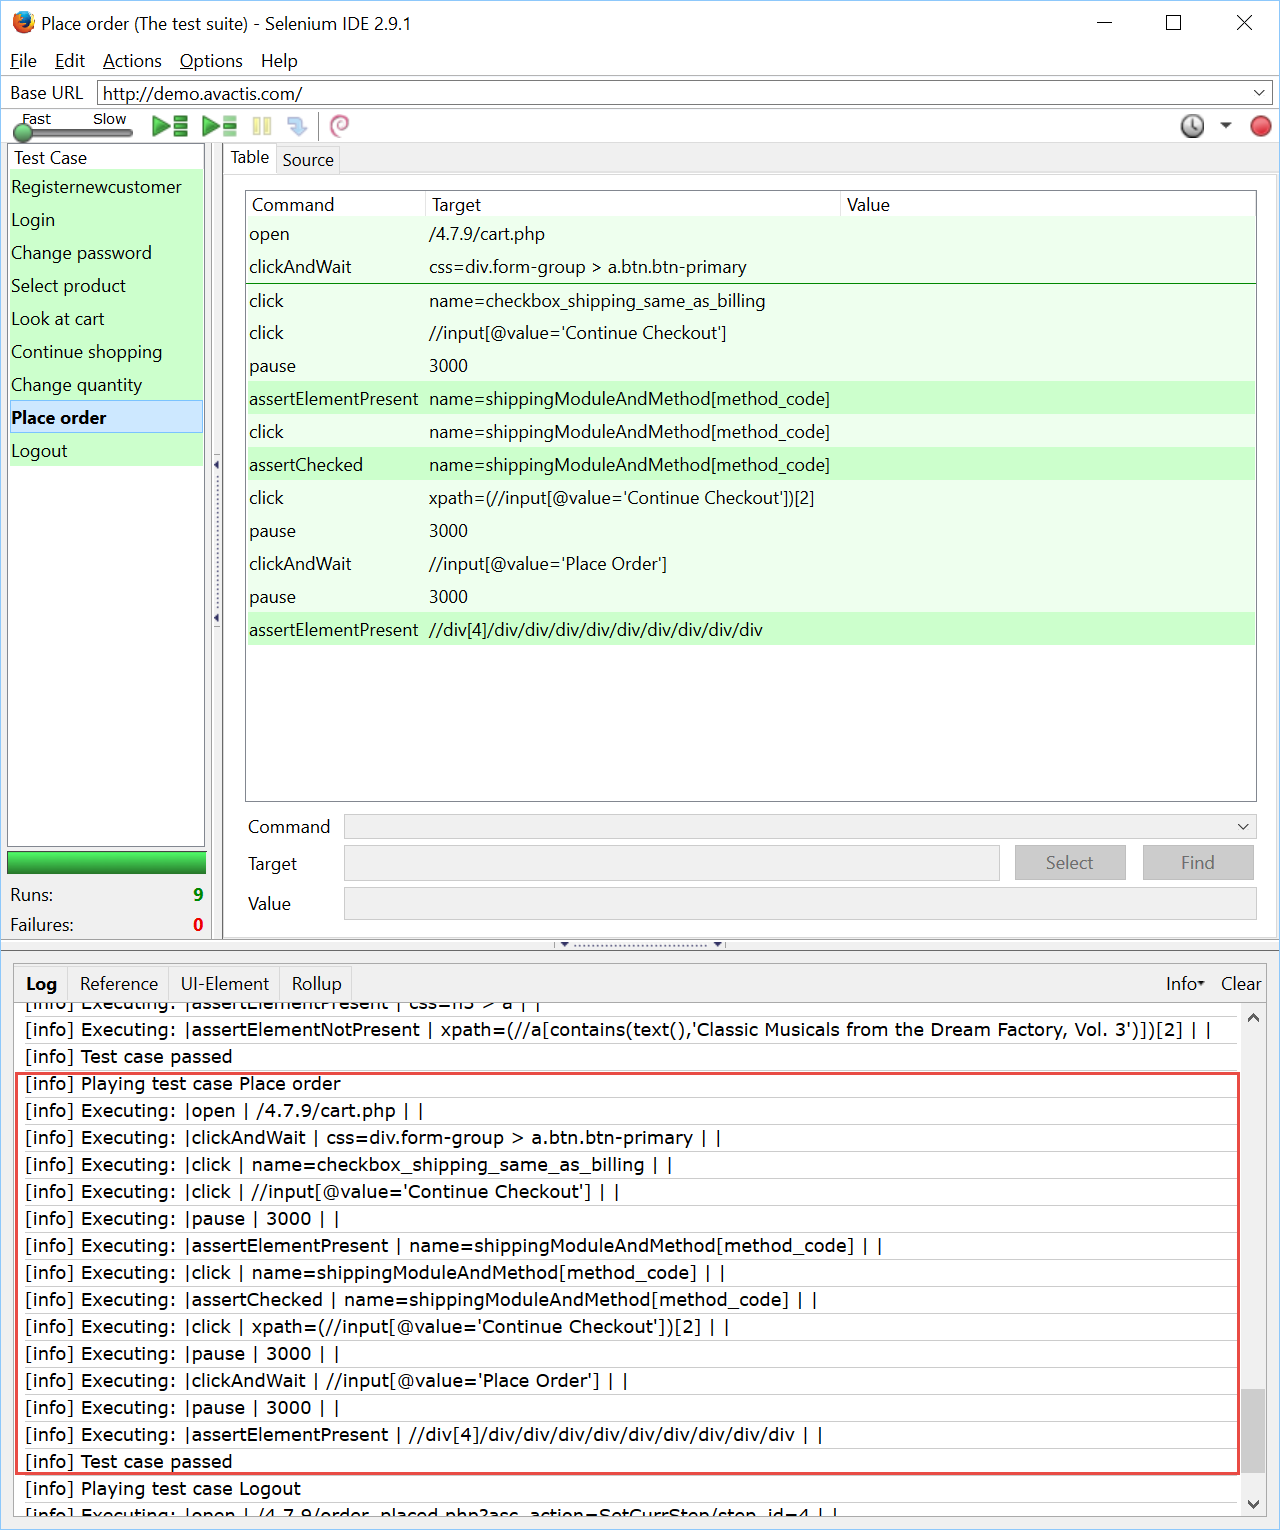 Place order (The test suite) - Selenium IDE 2.9.1
File Edit Actions Options Help
Base URL http://demo.avactis.com/
Fast Slow
Test Case
Registernewcustomer
Login
Change password
Select product
Look at cart
Continue shopping
Change quantity
Place order
Logout
Runs: 9
Failures: 0
Table Source
Command Target Value
open /4.7.9/cart.php
clickAndWait css=div.form-group > a.btn.btn-primary
click name=checkbox_shipping_same_as_billing
click //input[@value='Continue Checkout']
pause 3000
assertElementPresent name=shippingModuleAndMethod[method_code]
click name=shippingModuleAndMethod[method_code]
assertChecked name=shippingModuleAndMethod[method_code]
click xpath=(//input[@value='Continue Checkout'])[2]
pause 3000
clickAndWait //input[@value='Place Order']
pause 3000
assertElementPresent //div[4]/div/div/div/div/div/div/div/div/div
Command
Target Select Find
Value
Log Reference UI-Element Rollup Info Clear
[info] Executing: |assertElementPresent | css=h3 > a | |
[info] Executing: |assertElementNotPresent | xpath=(//a[contains(text(),'Classic Musicals from the Dream Factory, Vol. 3')])[2] | |
[info] Test case passed
[info] Playing test case Place order
[info] Executing: |open | /4.7.9/cart.php | |
[info] Executing: |clickAndWait | css=div.form-group > a.btn.btn-primary | |
[info] Executing: |click | name=checkbox_shipping_same_as_billing | |
[info] Executing: |click | //input[@value='Continue Checkout'] | |
[info] Executing: |pause | 3000 | |
[info] Executing: |assertElementPresent | name=shippingModuleAndMethod[method_code] | |
[info] Executing: |click | name=shippingModuleAndMethod[method_code] | |
[info] Executing: |assertChecked | name=shippingModuleAndMethod[method_code] | |
[info] Executing: |click | xpath=(//input[@value='Continue Checkout'])[2] | |
[info] Executing: |pause | 3000 | |
[info] Executing: |clickAndWait | //input[@value='Place Order'] | |
[info] Executing: |pause | 3000 | |
[info] Executing: |assertElementPresent | //div[4]/div/div/div/div/div/div/div/div/div | |
[info] Test case passed
[info] Playing test case Logout
[info] Executing: |open | /4.7.9/order_placed.php?asc_action=SetCurrStep/step_id=4 | |